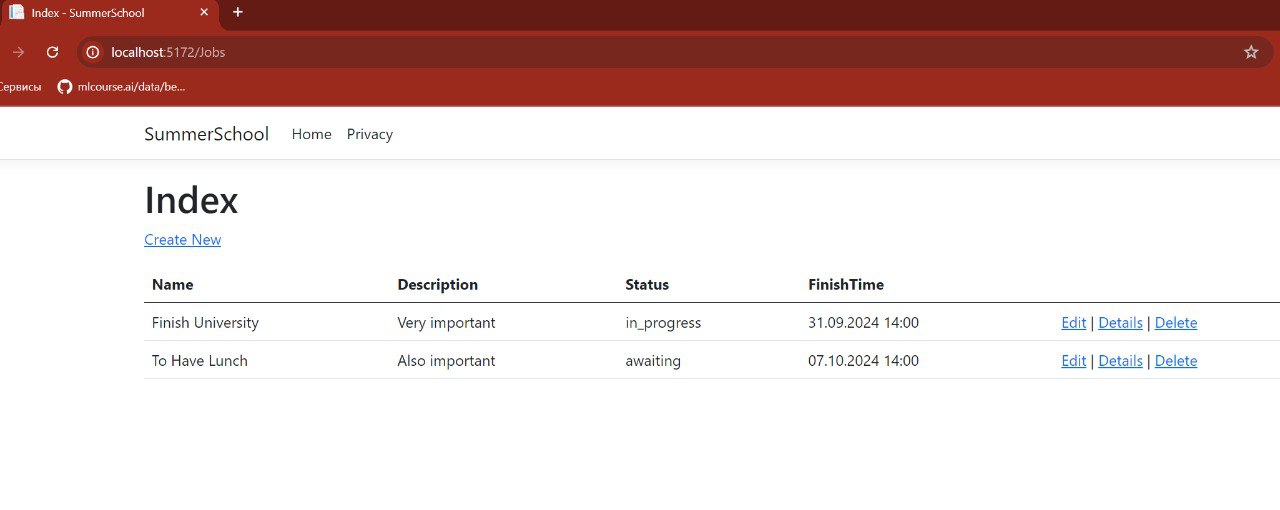 Index - SummerSchool
localhost:5172/Jobs
Сервисы mlcourse.ai/data/be...
SummerSchool Home Privacy
Index
Create New
Name Description Status FinishTime
Finish University Very important in_progress 31.09.2024 14:00 Edit | Details | Delete
To Have Lunch Also important awaiting 07.10.2024 14:00 Edit | Details | Delete